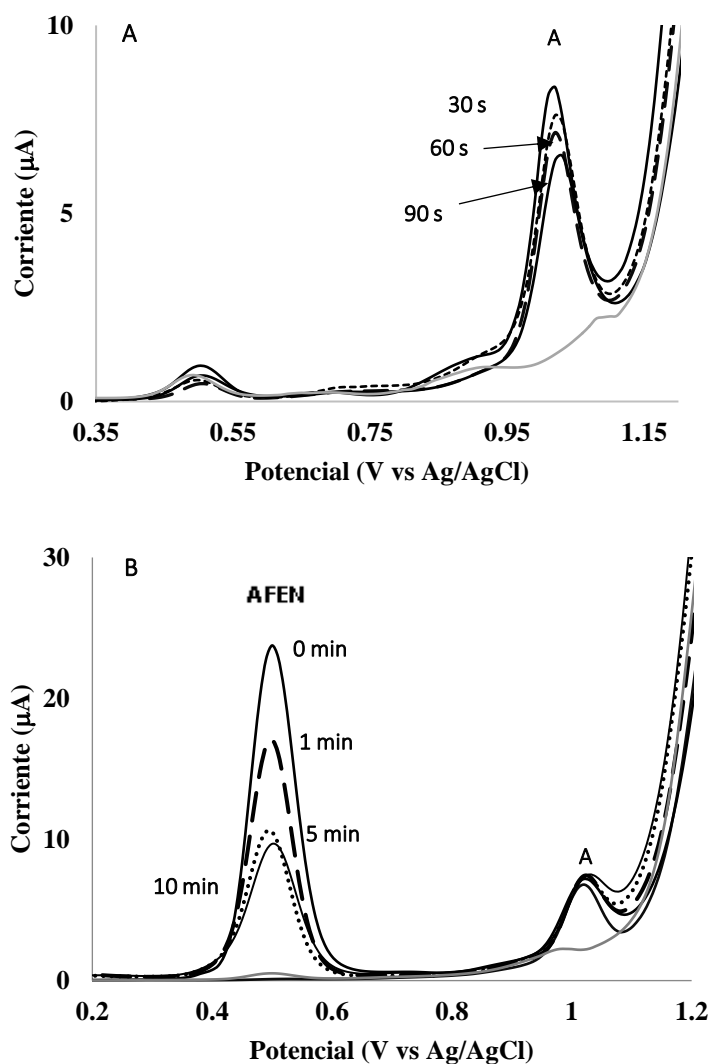 A
A
10
30 s
60 s
5
90 s
0
0.35
0.55
0.75
0.95
1.15
Corriente (µA)
Potencial (V vs Ag/AgCl)
B
AFEN
30
0 min
20
1 min
5 min
10
10 min
A
0
0.2
0.4
0.6
0.8
1
1.2
Corriente (µA)
Potencial (V vs Ag/AgCl)